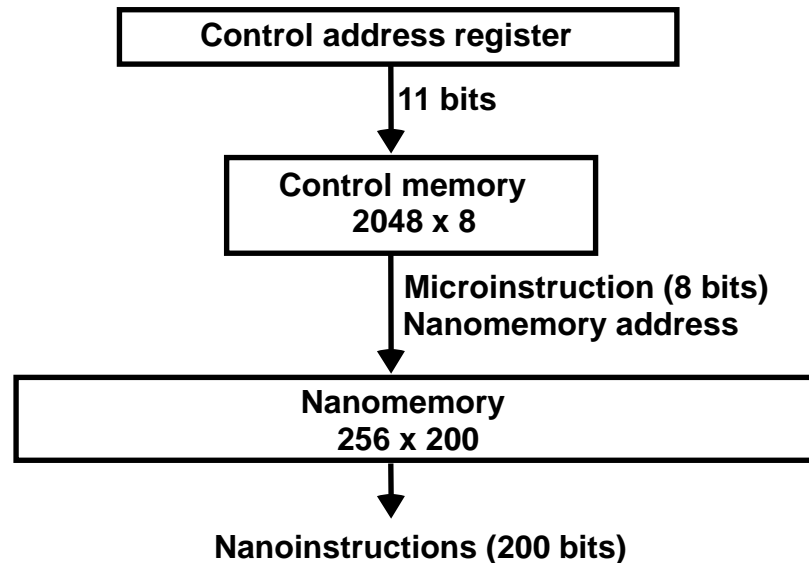 Control address register
11 bits
Control memory
2048 x 8
Microinstruction (8 bits)
Nanomemory address
Nanomemory
256 x 200
Nanoinstructions (200 bits)